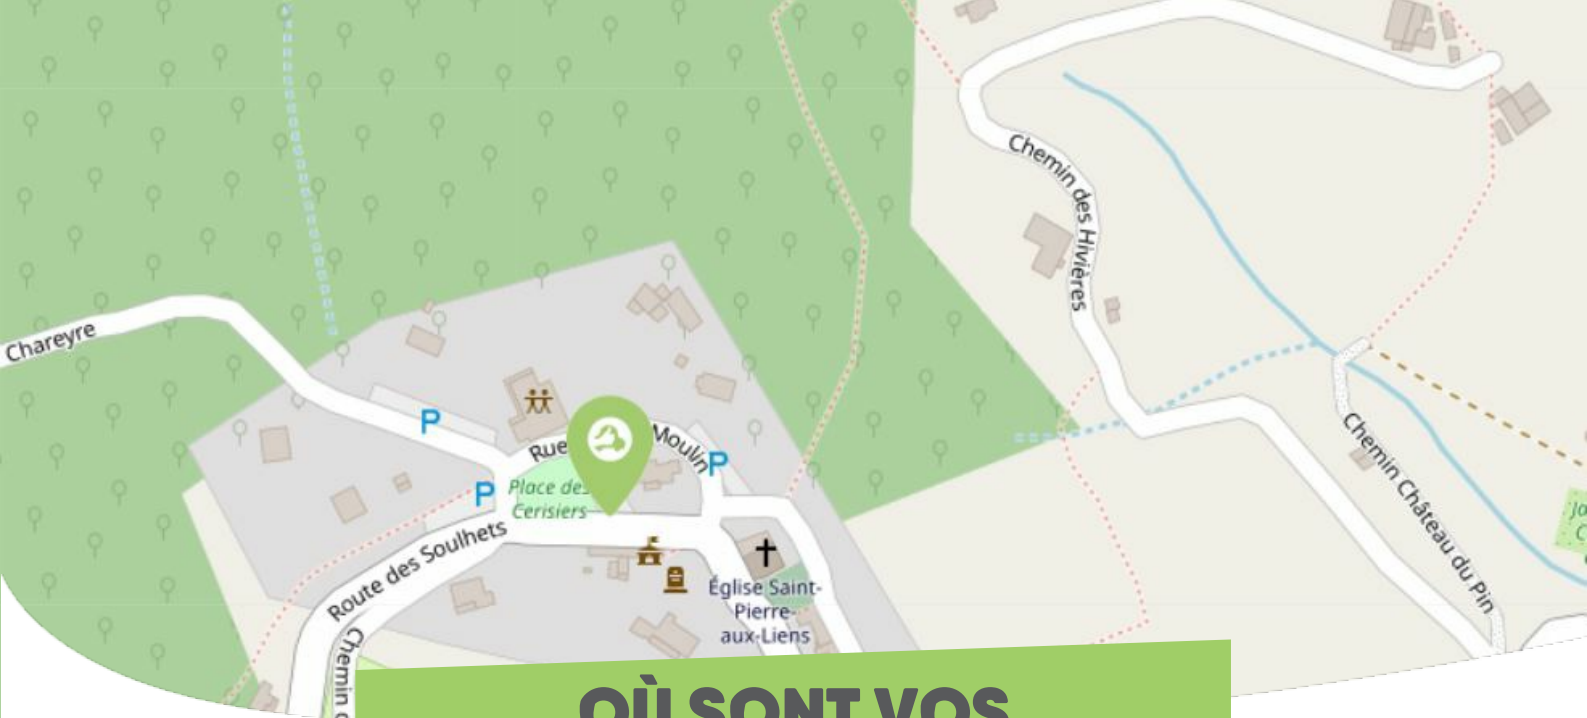 Chemin des Hivières
Chareyre
P
Rue
Moulin
P
P
Place des
Cerisiers
Route des Soulhets
Chemin Château du Pin
Église Saint-
Pierre-
aux-Liens
Chemin
OÙ SONT VOS